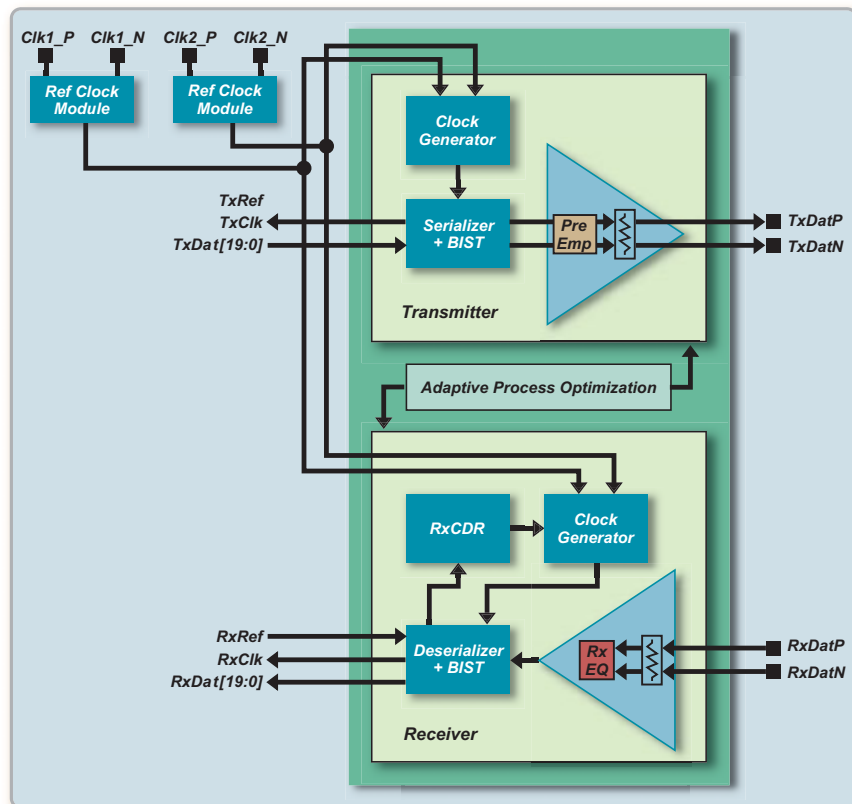 Clk1_P Clk1_N Clk2_P Clk2_N
Ref Clock
Module
Ref Clock
Module
Clock
Generator
TxRef
TxClk
TxDat[19:0]
Serializer
+ BIST
Pre
Emp
TxDatP
TxDatN
Transmitter
Adaptive Process Optimization
RxCDR
Clock
Generator
RxRef
RxClk
RxDat[19:0]
Deserializer
+ BIST
Rx
EQ
RxDatP
RxDatN
Receiver